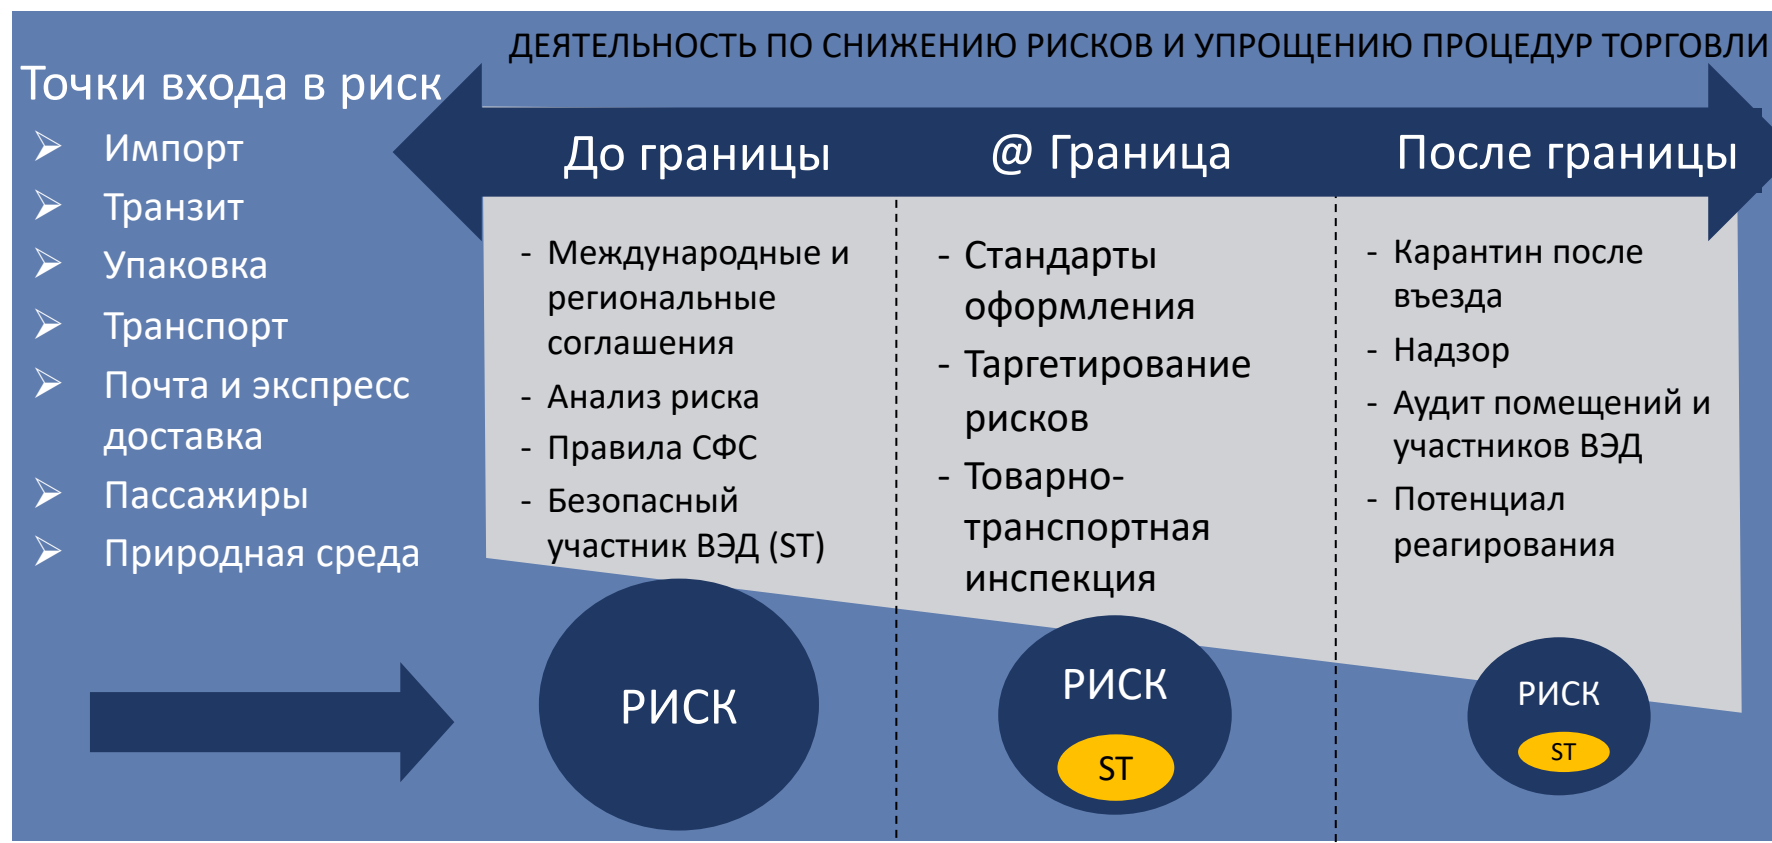 ДЕЯТЕЛЬНОСТЬ ПО СНИЖЕНИЮ РИСКОВ И УПРОЩЕНИЮ ПРОЦЕДУР ТОРГОВЛИ
Точки входа в риск
Импорт
Транзит
Упаковка
Транспорт
Почта и экспресс
доставка
Пассажиры
Природная среда
До границы
- Международные и
региональные
соглашения
- Анализ риска
- Правила СФС
- Безопасный
участник ВЭД (ST)
РИСК
@ Граница
- Стандарты
оформления
- Таргетирование
рисков
- Товарно-
транспортная
инспекция
РИСК
ST
После границы
- Карантин после
въезда
- Надзор
- Аудит помещений и
участников ВЭД
- Потенциал
реагирования
РИСК
ST